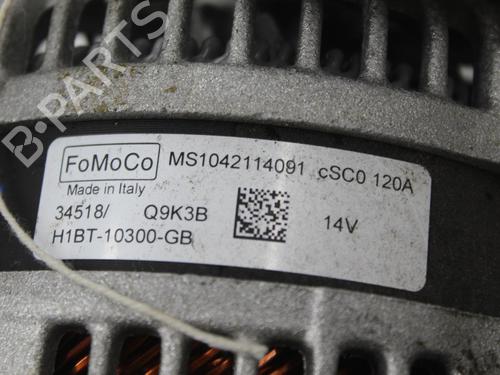 B-PARTS
FoMoCo MS1042114091 cSC0 120A
Made in Italy
34518/ Q9K3B 14V
H1BT-10300-GB